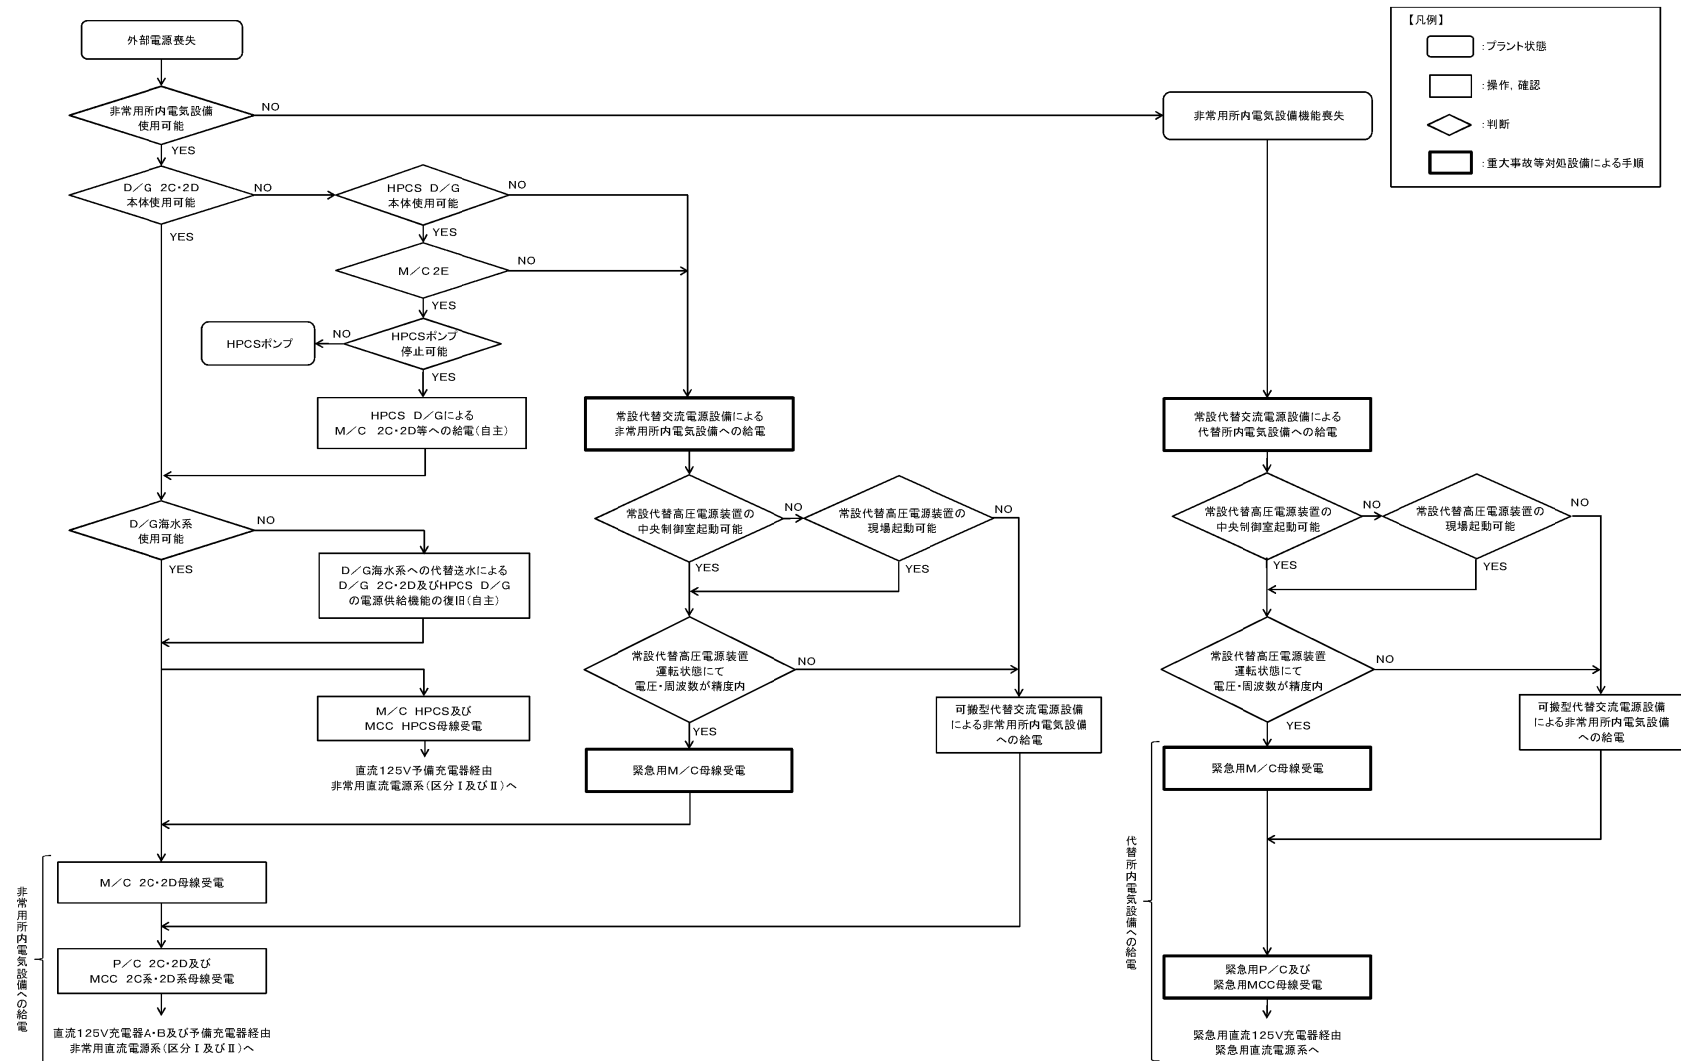 【凡例】
:プラント状態
:操作，確認
:判断
:重大事故等対処設備による手順
外部電源喪失
非常用所内電気設備
使用可能
NO
YES
非常用所内電気設備機能喪失
D／G 2C・2D
本体使用可能
NO
YES
HPCS D／G
本体使用可能
NO
YES
M／C 2E
NO
YES
HPCSポンプ
停止可能
NO
YES
HPCSポンプ
HPCS D／Gによる
M／C 2C・2D等への給電(自主)
D／G海水系
使用可能
NO
YES
D／G海水系への代替送水による
D／G 2C・2D及びHPCS D／G
の電源供給機能の復旧(自主)
M／C HPCS及び
MCC HPCS母線受電
直流125V予備充電器経由
非常用直流電源系(区分Ⅰ及びⅡ)へ
常設代替交流電源設備による
非常用所内電気設備への給電
常設代替高圧電源装置の
中央制御室起動可能
NO
YES
常設代替高圧電源装置の
現場起動可能
NO
YES
常設代替高圧電源装置
運転状態にて
電圧・周波数が精度内
NO
YES
緊急用M／C母線受電
可搬型代替交流電源設備
による非常用所内電気設備
への給電
常設代替交流電源設備による
代替所内電気設備への給電
常設代替高圧電源装置の
中央制御室起動可能
NO
YES
常設代替高圧電源装置の
現場起動可能
NO
YES
常設代替高圧電源装置
運転状態にて
電圧・周波数が精度内
NO
YES
可搬型代替交流電源設備
による非常用所内電気設備
への給電
緊急用M／C母線受電
代替所内電気設備への給電
緊急用P／C及び
緊急用MCC母線受電
緊急用直流125V充電器経由
緊急用直流電源系へ
非常用所内電気設備への給電
M／C 2C・2D母線受電
P／C 2C・2D及び
MCC 2C系・2D系母線受電
直流125V充電器A・B及び予備充電器経由
非常用直流電源系(区分Ⅰ及びⅡ)へ